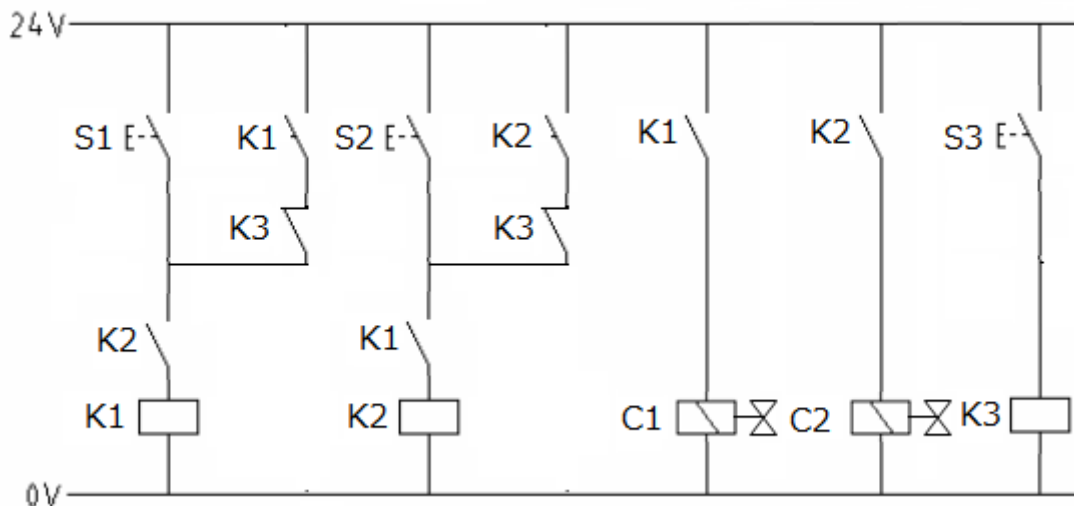 24V
S1 K1 S2 K2 K1 K2 S3
K3 K3
K2 K1
K1 K2 C1 C2 K3
0V